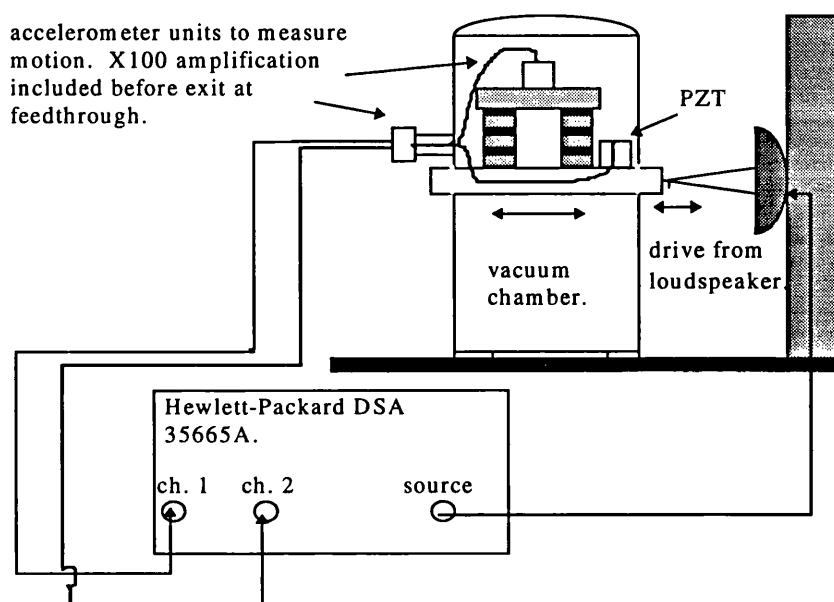 accelerometer units to measure
motion. X100 amplification
included before exit at
feedthrough.
PZT
vacuum
chamber.
drive from
loudspeaker.
Hewlett-Packard DSA
35665A.
ch. 1 ch. 2 source